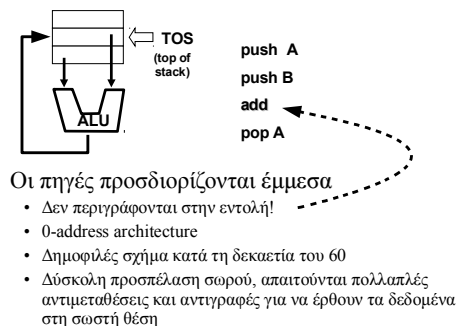 TOS
(top of
stack)
ALU
push A
push B
add
pop A
Οι πηγές προσδιορίζονται έμμεσα
• Δεν περιγράφονται στην εντολή!
• 0-address architecture
• Δημοφιλές σχήμα κατά τη δεκαετία του 60
• Δύσκολη προσπέλαση σωρού, απαιτούνται πολλαπλές
αντιμεταθέσεις και αντιγραφές για να έρθουν τα δεδομένα
στη σωστή θέση